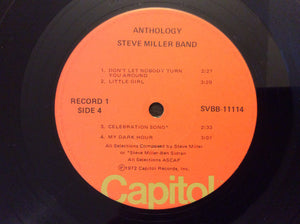 ANTHOLOGY
STEVE MILLER BAND
1. DON'T LET NOBODY TURN YOU AROUND 2:27
2. LITTLE GIRL 3:29
RECORD 1
SIDE 4
SVBB-11114
3. CELEBRATION SONG* 2:33
4. MY DARK HOUR 3:07
All Selections Composed by Steve Miller
or *Steve Miller-Ben Sidran
All Selections ASCAP
℗1972 Capitol Records, Inc.
Capitol